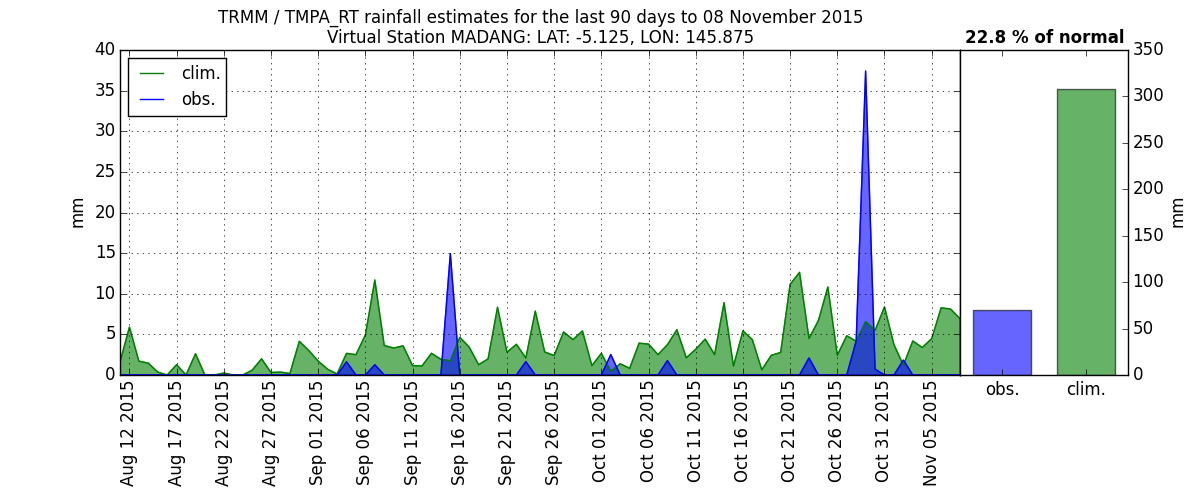 TRMM / TMPA_RT rainfall estimates for the last 90 days to 08 November 2015
Virtual Station MADANG: LAT: -5.125, LON: 145.875
22.8 % of normal
clim.
obs.
mm
40
35
30
25
20
15
10
5
0
Aug 12 2015
Aug 17 2015
Aug 22 2015
Aug 27 2015
Sep 01 2015
Sep 06 2015
Sep 11 2015
Sep 16 2015
Sep 21 2015
Sep 26 2015
Oct 01 2015
Oct 06 2015
Oct 11 2015
Oct 16 2015
Oct 21 2015
Oct 26 2015
Oct 31 2015
Nov 05 2015
350
300
250
200
150
100
50
0
mm
obs.
clim.